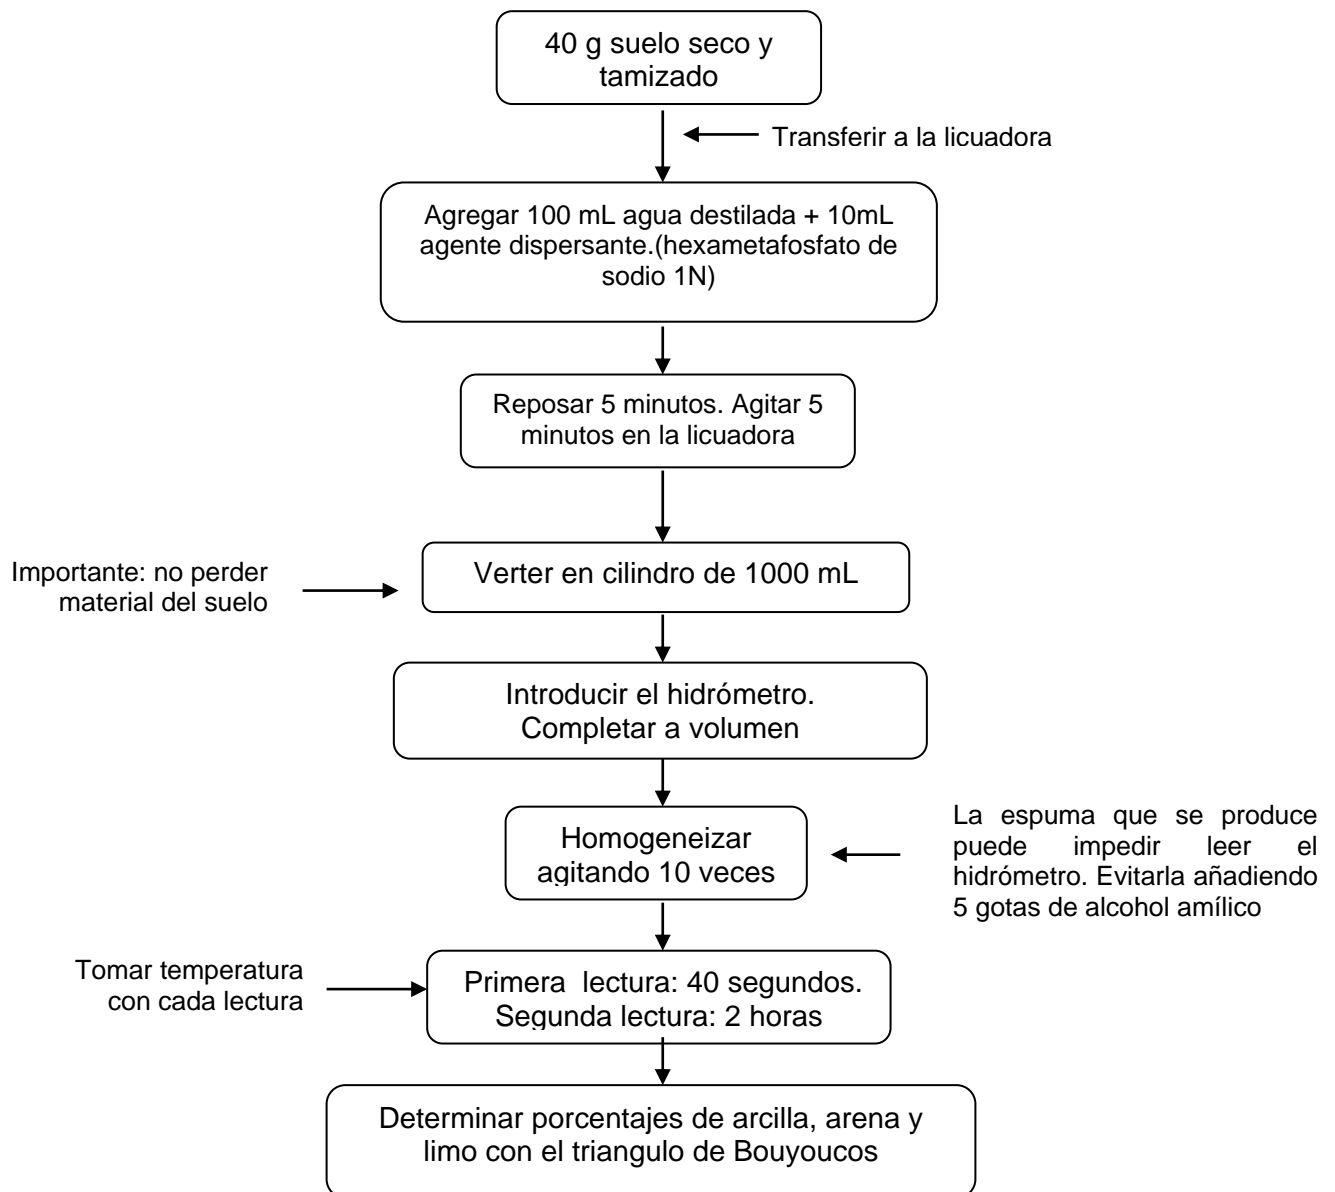 40 g suelo seco y
tamizado
Transferir a la licuadora
Agregar 100 mL agua destilada + 10mL
agente dispersante.(hexametafosfato de
sodio 1N)
Reposar 5 minutos. Agitar 5
minutos en la licuadora
Importante: no perder
material del suelo
Verter en cilindro de 1000 mL
Introducir el hidrómetro.
Completar a volumen
Homogeneizar
agitando 10 veces
La espuma que se produce
puede impedir leer el
hidrómetro. Evitarla añadiendo
5 gotas de alcohol amílico
Tomar temperatura
con cada lectura
Primera lectura: 40 segundos.
Segunda lectura: 2 horas
Determinar porcentajes de arcilla, arena y
limo con el triangulo de Bouyoucos